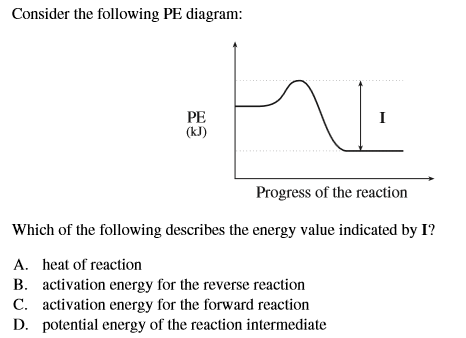 Consider the following PE diagram:
PE
(kJ)
I
Progress of the reaction
Which of the following describes the energy value indicated by I?
A. heat of reaction
B. activation energy for the reverse reaction
C. activation energy for the forward reaction
D. potential energy of the reaction intermediate